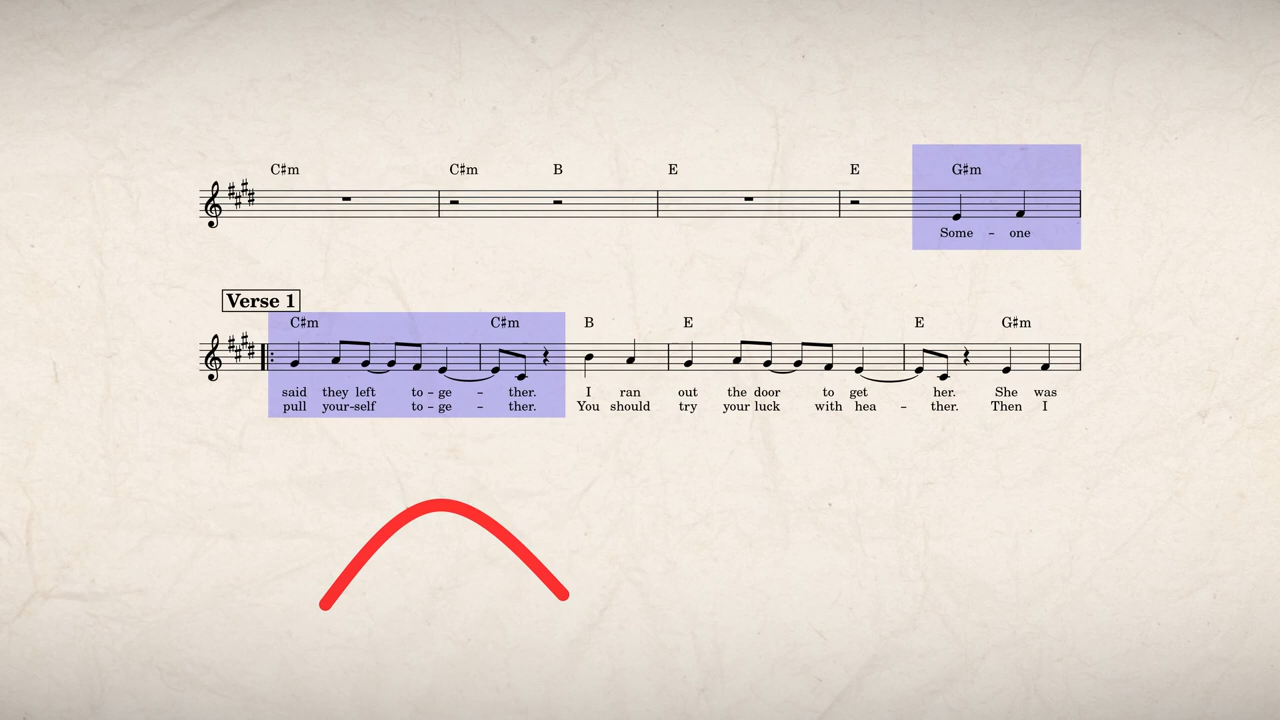 C♯m C♯m B E E G♯m
Some - one
Verse 1
C♯m C♯m B E E G♯m
said they left to - ge - ther. I ran out the door to get her. She was
pull your-self to - ge - ther. You should try your luck with hea - ther. Then I